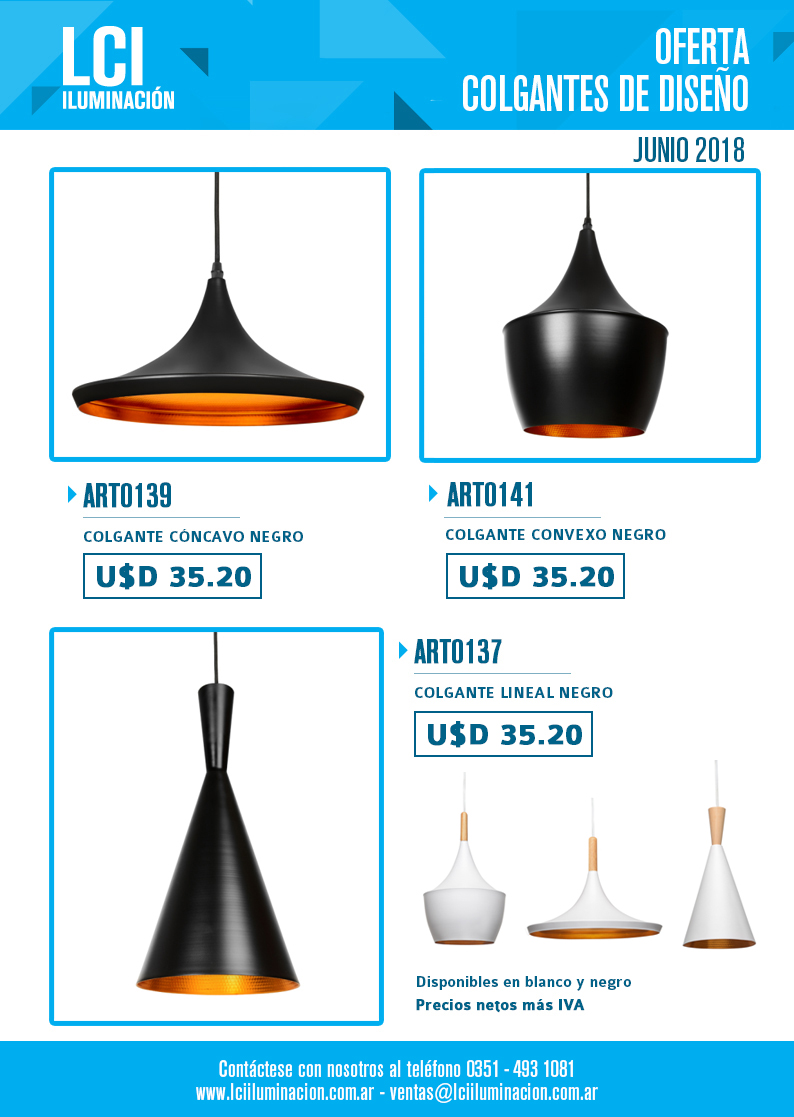 LCI
ILUMINACIÓN
OFERTA
COLGANTES DE DISEÑO
JUNIO 2018
ART0139
COLGANTE CÓNCAVO NEGRO
U$D 35.20
ART0141
COLGANTE CONVEXO NEGRO
U$D 35.20
ART0137
COLGANTE LINEAL NEGRO
U$D 35.20
Disponibles en blanco y negro
Precios netos más IVA
Contáctese con nosotros al teléfono 0351 - 493 1081
www.lciiluminacion.com.ar - ventas@lciiluminacion.com.ar